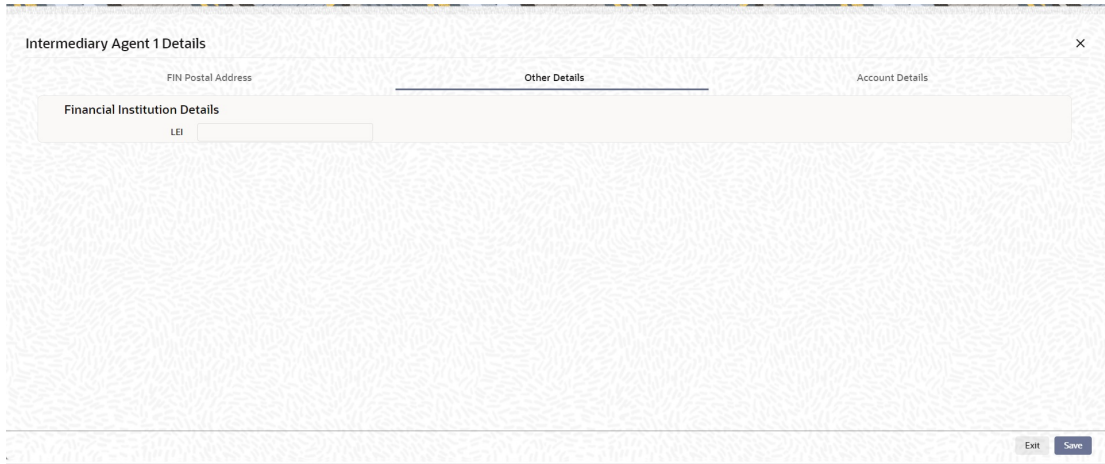 Intermediary Agent 1 Details
FIN Postal Address Other Details Account Details
Financial Institution Details
LEI
Exit Save